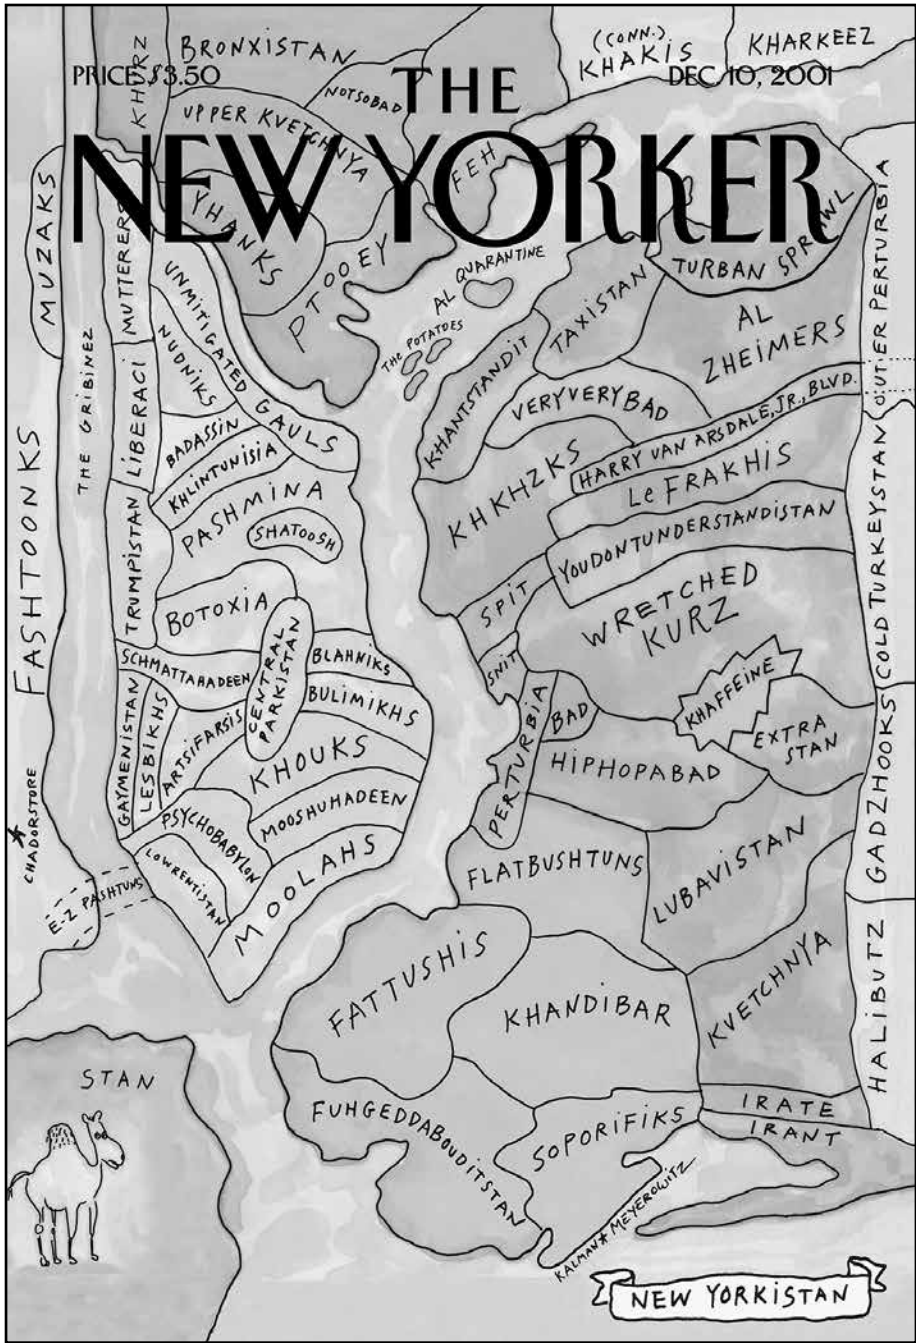 PRICE $3.50
THE
DEC. 10, 2001
NEW YORKER
KHURZ
BRONXISTAN
NOTSOBAD
(CONN.)
KHAKIS
KHARKEEZ
UPPER KVETCHNYA
FEH
YHANKS
PTOOEY
MUZAKS
MUTTERERS
UNMITIGATED GAULS
NUDNIKS
AL QUARANTINE
THE POTATOES
TAXISTAN
TURBAN SPRAWL
OUTER PERTURBIA
AL
ZHEIMERS
KHANTSTANDIT
VERYVERYBAD
HARRY VAN ARSDALE, JR., BLVD.
THE GRIBINEZ
LIBERACI
BADASSIN
KHLINTUNISIA
PASHMINA
SHATOOSH
KHKHZKS
LE FRAKHIS
YOUDONTUNDERSTANDISTAN
FASHTOONKS
TRUMPISTAN
BOTOXIA
SPIT
WRETCHED
KURZ
COLDTURKEYSTAN
SCHMATTAHADEEN
CENTRAL
PARKISTAN
BLAHNIKS
BULIMIKHS
SNIT
PERTURBIA
BAD
KHAFFEINE
EXTRA
STAN
GAYMENISTAN
LESBIKHS
ARTSIFARSIS
KHOUKS
HIPHOPABAD
GADZHOOKS
MOOSHUHADEEN
PSYCHOBABYLON
LOWRENTISTAN
MOOLAHS
CHADORSTORE
E-Z PASHTUNS
FLATBUSHTUNS
LUBAVISTAN
FATTUSHIS
KHANDIBAR
KVETCHNYA
HALIBUTZ
STAN
FUHGEDDABOUDITSTAN
SOPORIFIKS
IRATE
IRANT
KALMAN * MEYEROWITZ
NEW YORKISTAN